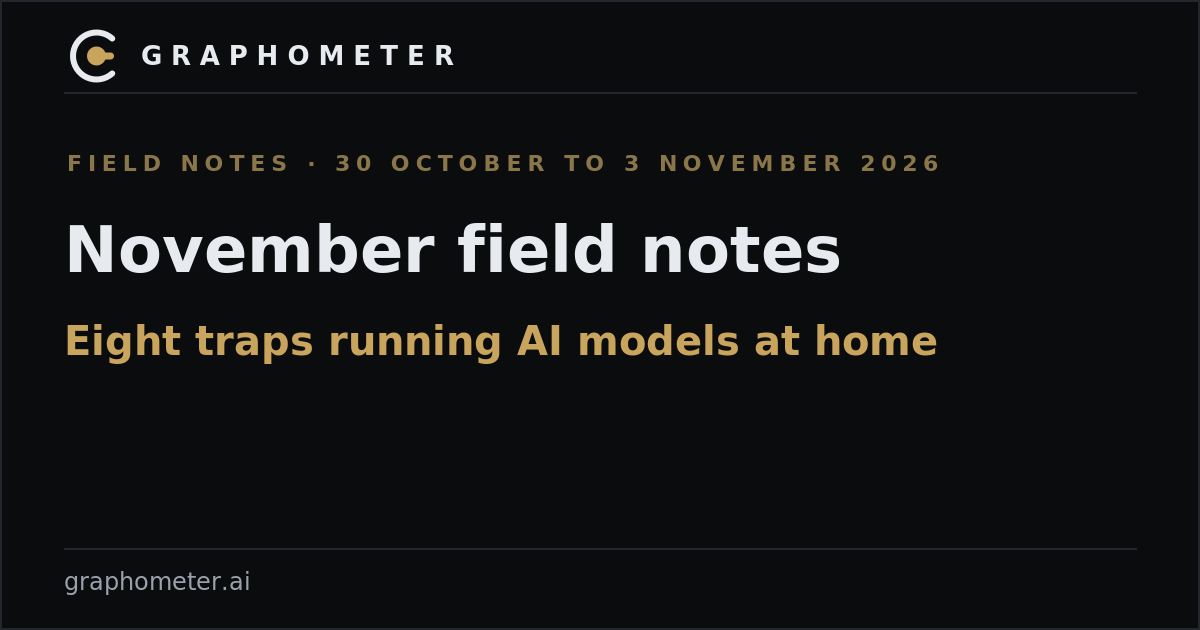 GRAPHOMETER
FIELD NOTES · 30 OCTOBER TO 3 NOVEMBER 2026
November field notes
Eight traps running AI models at home
graphometer.ai